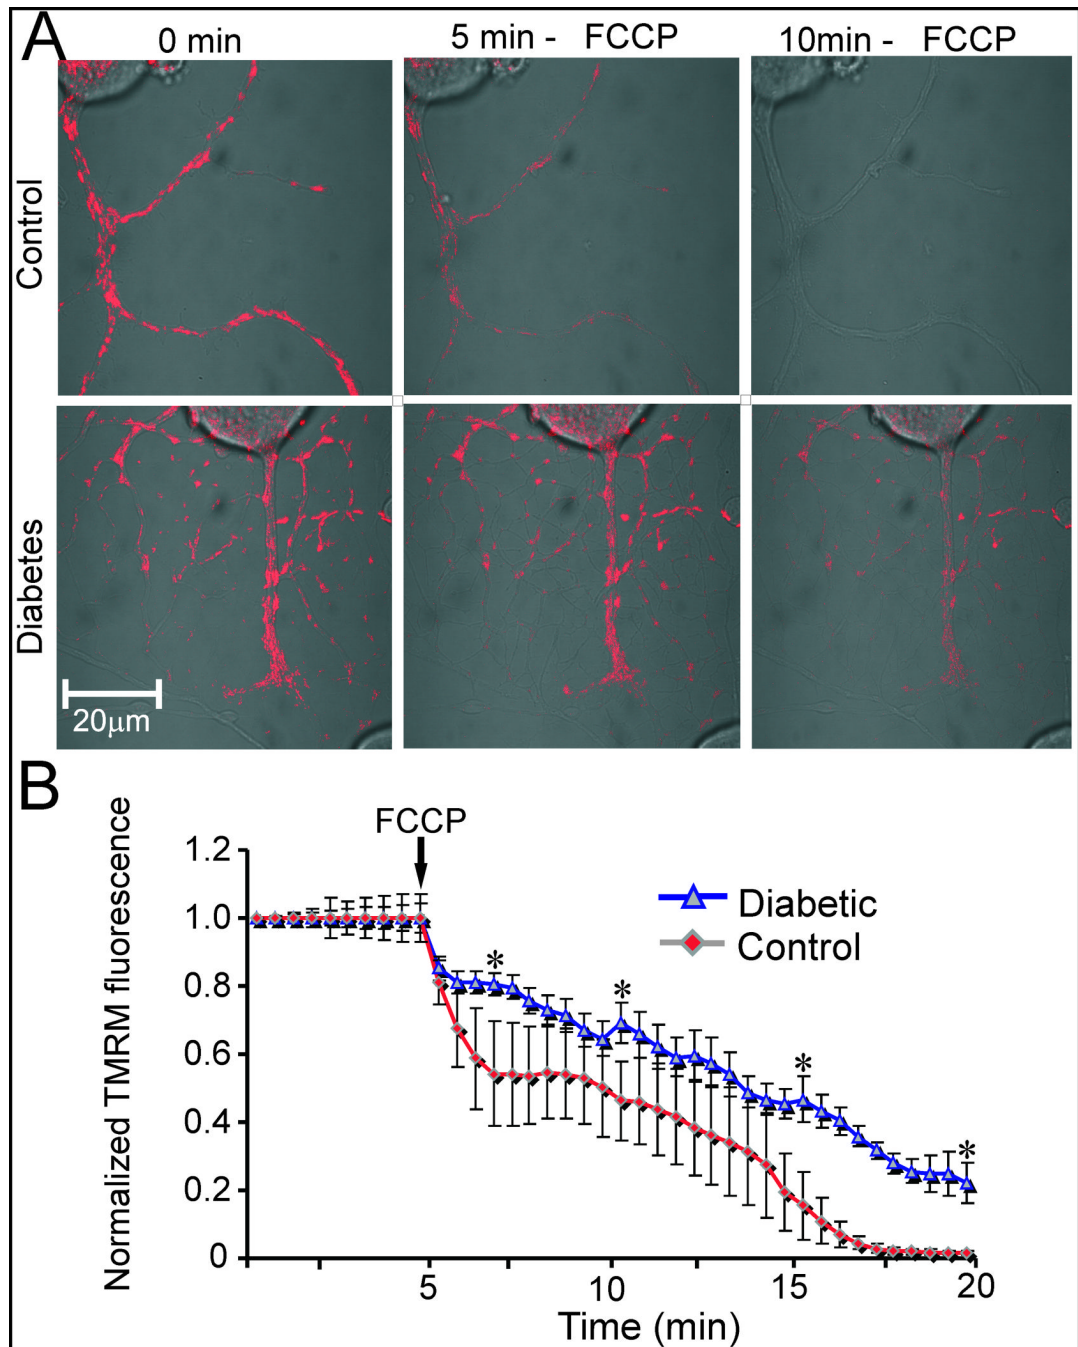 A
0 min
5 min - FCCP
10min - FCCP
Control
Diabetes
20μm
B
FCCP
Normalized TMRM fluorescence
1.2
1.0
0.8
0.6
0.4
0.2
0
Diabetic
Control
*
*
*
*
5
10
15
20
Time (min)